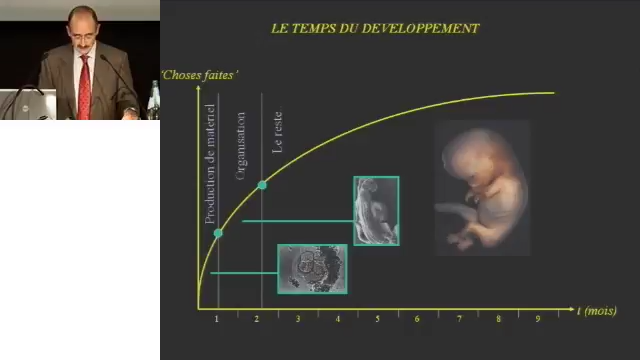 LE TEMPS DU DEVELOPPEMENT
'Choses faites'
Production de matériel
Organisation
Le reste
1 2 3 4 5 6 7 8 9
t (mois)